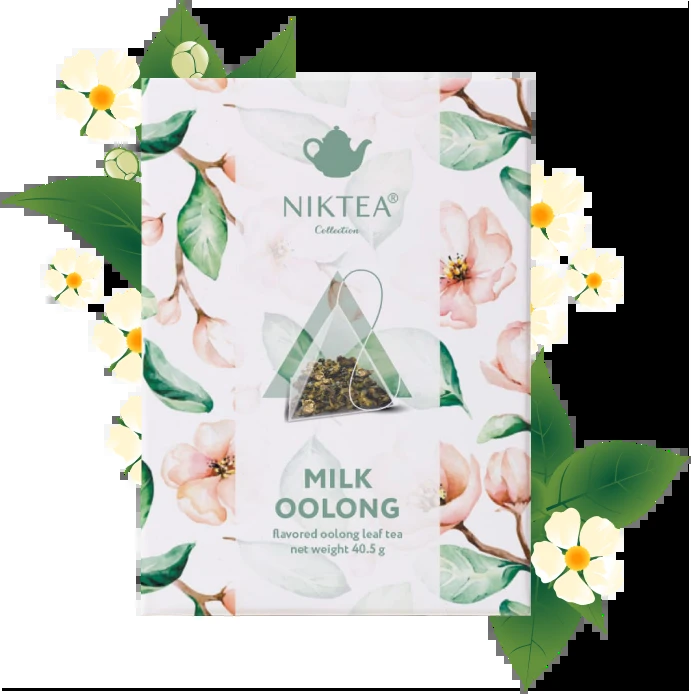 NIKTEA®
Collection
MILK
OOLONG
flavored oolong leaf tea
net weight 40.5 g